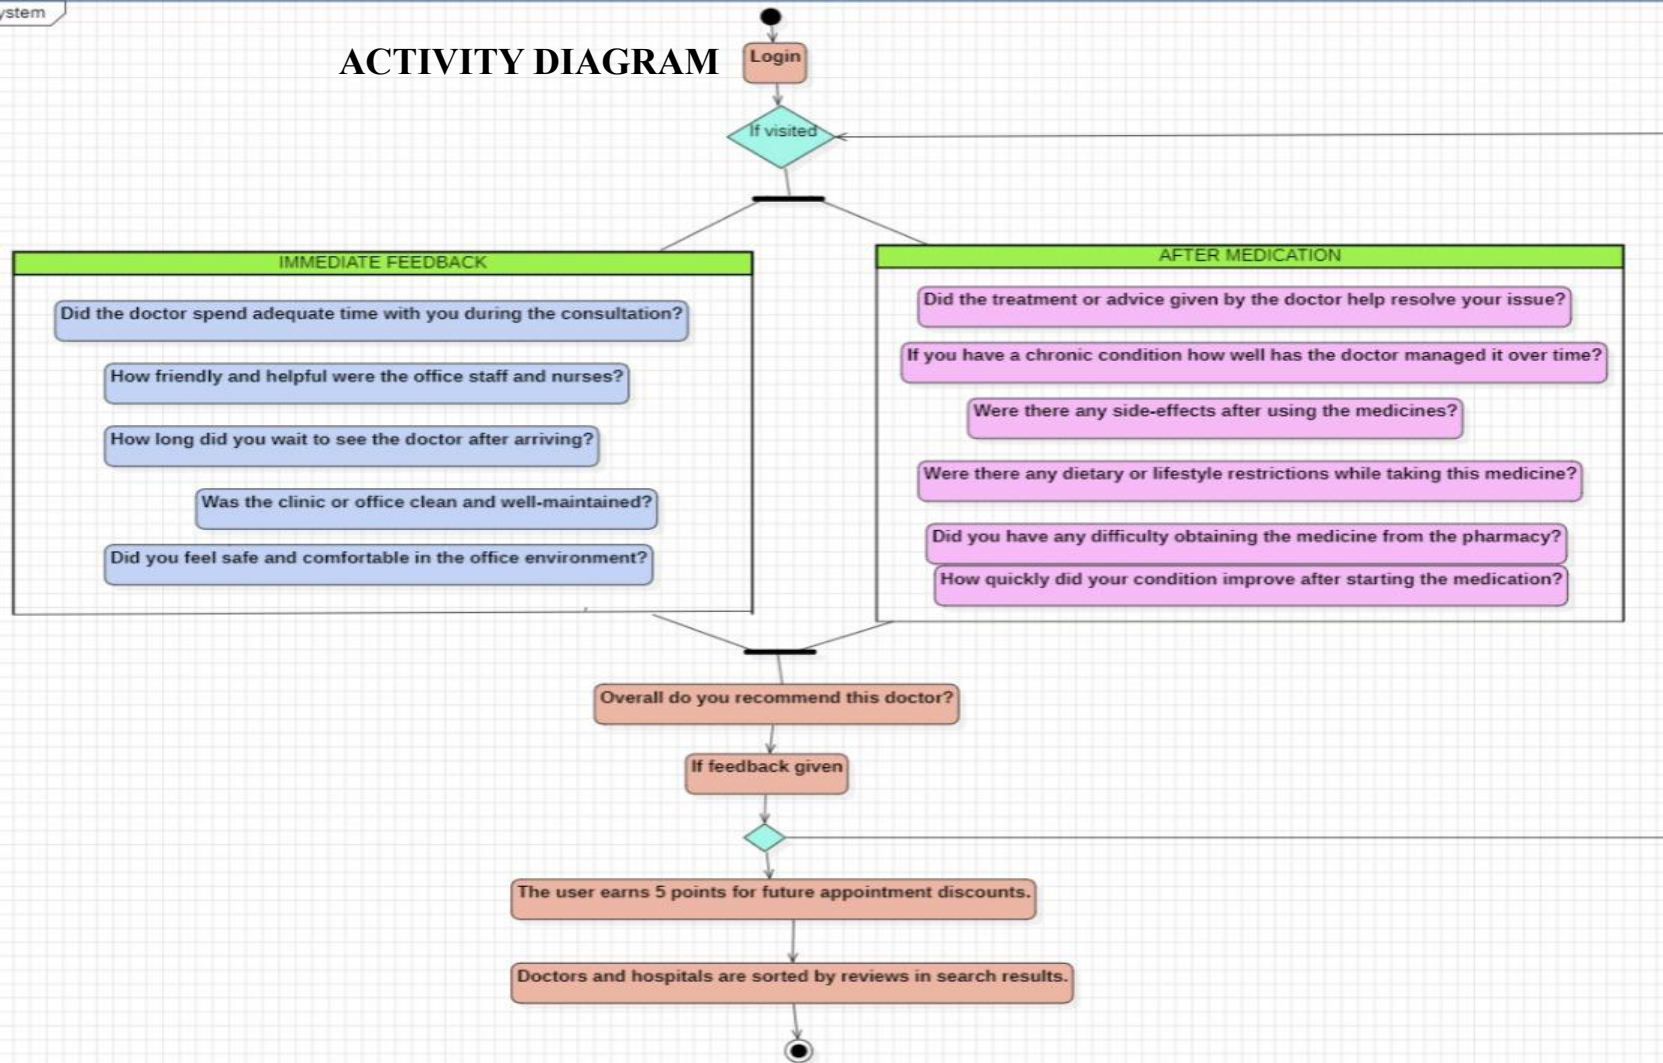 ystem
ACTIVITY DIAGRAM
Login
If visited
IMMEDIATE FEEDBACK
Did the doctor spend adequate time with you during the consultation?
How friendly and helpful were the office staff and nurses?
How long did you wait to see the doctor after arriving?
Was the clinic or office clean and well-maintained?
Did you feel safe and comfortable in the office environment?
AFTER MEDICATION
Did the treatment or advice given by the doctor help resolve your issue?
If you have a chronic condition how well has the doctor managed it over time?
Were there any side-effects after using the medicines?
Were there any dietary or lifestyle restrictions while taking this medicine?
Did you have any difficulty obtaining the medicine from the pharmacy?
How quickly did your condition improve after starting the medication?
Overall do you recommend this doctor?
If feedback given
The user earns 5 points for future appointment discounts.
Doctors and hospitals are sorted by reviews in search results.